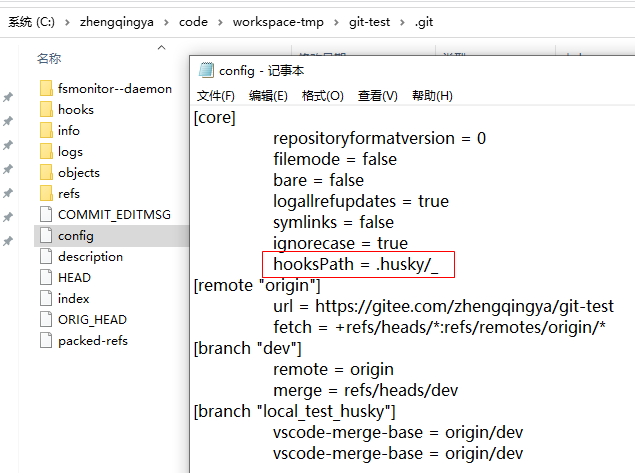 系统 (C:) › zhengqingya › code › workspace-tmp › git-test › .git
名称
fsmonitor--daemon
hooks
info
logs
objects
refs
COMMIT_EDITMSG
config
description
HEAD
index
ORIG_HEAD
packed-refs
config - 记事本
文件(F) 编辑(E) 格式(O) 查看(V) 帮助(H)
[core]
repositoryformatversion = 0
filemode = false
bare = false
logallrefupdates = true
symlinks = false
ignorecase = true
hooksPath = .husky/_
[remote "origin"]
url = https://gitee.com/zhengqingya/git-test
fetch = +refs/heads/*:refs/remotes/origin/*
[branch "dev"]
remote = origin
merge = refs/heads/dev
[branch "local_test_husky"]
vscode-merge-base = origin/dev
vscode-merge-base = origin/dev